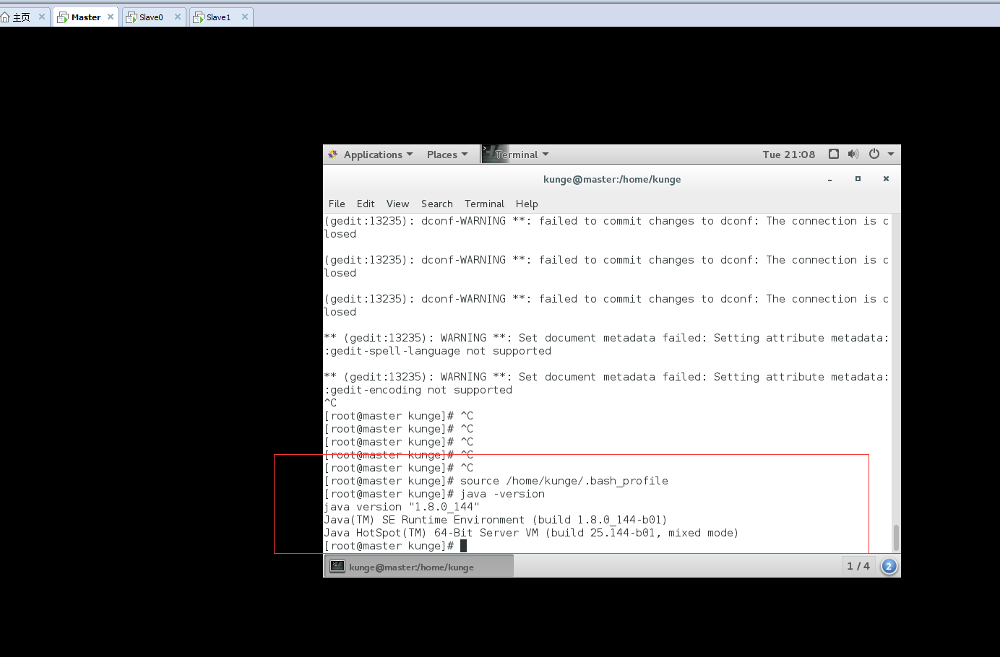 主页 Master Slave0 Slave1
Applications Places Terminal Tue 21:08
kunge@master:/home/kunge
File Edit View Search Terminal Help
(gedit:13235): dconf-WARNING **: failed to commit changes to dconf: The connection is c
losed
(gedit:13235): dconf-WARNING **: failed to commit changes to dconf: The connection is c
losed
(gedit:13235): dconf-WARNING **: failed to commit changes to dconf: The connection is c
losed
** (gedit:13235): WARNING **: Set document metadata failed: Setting attribute metadata:
:gedit-spell-language not supported
** (gedit:13235): WARNING **: Set document metadata failed: Setting attribute metadata:
:gedit-encoding not supported
^C
[root@master kunge]# ^C
[root@master kunge]# ^C
[root@master kunge]# ^C
[root@master kunge]# ^C
[root@master kunge]# ^C
[root@master kunge]# source /home/kunge/.bash_profile
[root@master kunge]# java -version
java version "1.8.0_144"
Java(TM) SE Runtime Environment (build 1.8.0_144-b01)
Java HotSpot(TM) 64-Bit Server VM (build 25.144-b01, mixed mode)
[root@master kunge]#
kunge@master:/home/kunge 1 / 4 2